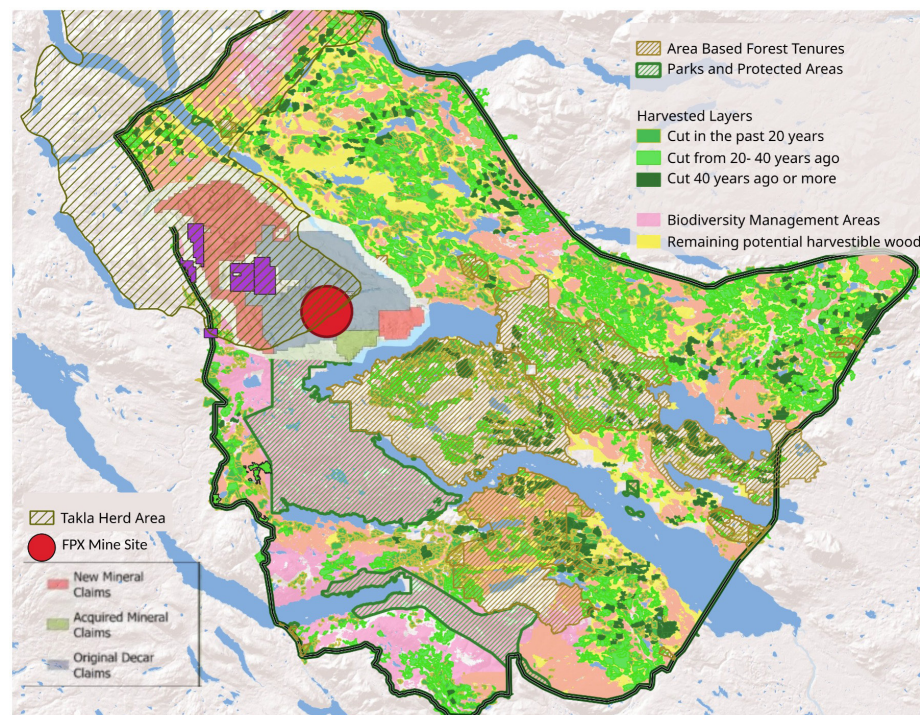 Area Based Forest Tenures
Parks and Protected Areas
Harvested Layers
Cut in the past 20 years
Cut from 20- 40 years ago
Cut 40 years ago or more
Biodiversity Management Areas
Remaining potential harvestible wood
Takla Herd Area
FPX Mine Site
New Mineral
Claims
Acquired Mineral
Claims
Original Decar
Claims